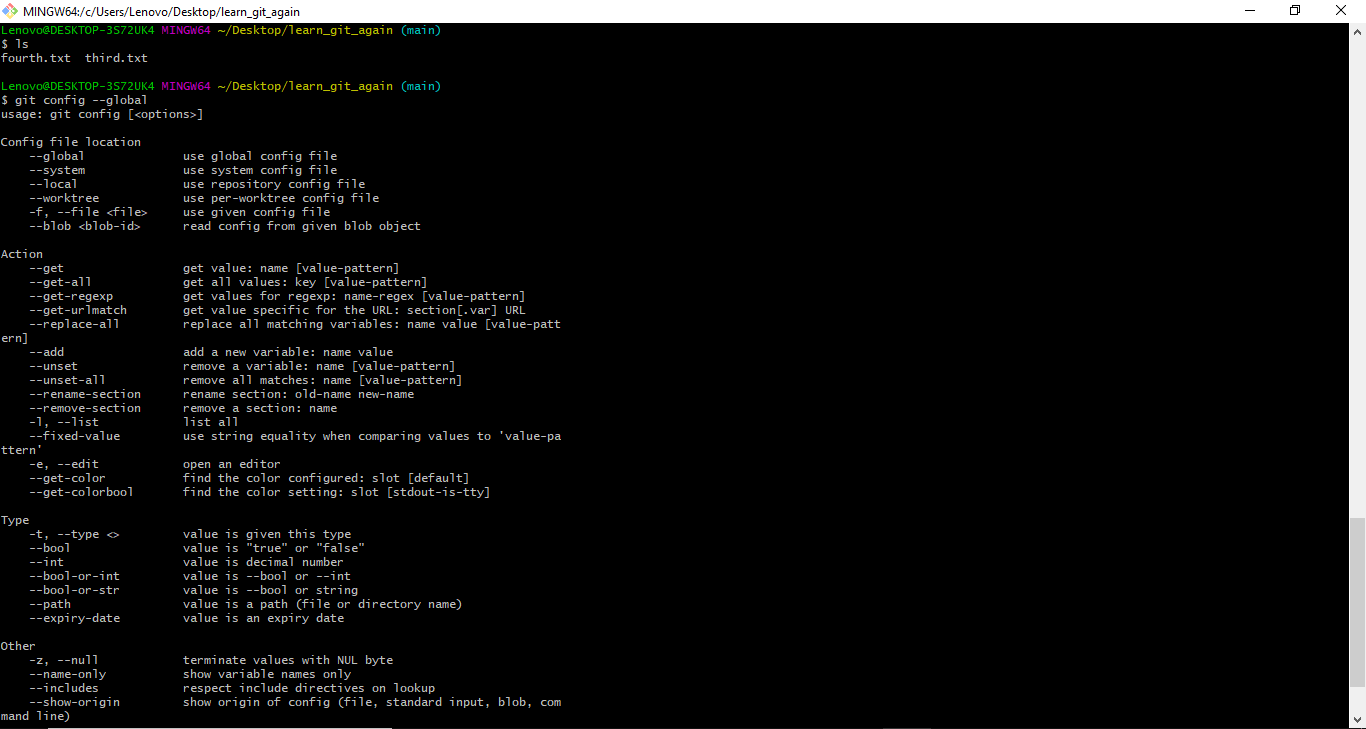 MINGW64:/c/Users/Lenovo/Desktop/learn_git_again
Lenovo@DESKTOP-3S72UK4 MINGW64 ~/Desktop/learn_git_again (main)
$ ls
fourth.txt  third.txt

Lenovo@DESKTOP-3S72UK4 MINGW64 ~/Desktop/learn_git_again (main)
$ git config --global
usage: git config [<options>]

Config file location
    --global              use global config file
    --system              use system config file
    --local               use repository config file
    --worktree            use per-worktree config file
    -f, --file <file>     use given config file
    --blob <blob-id>      read config from given blob object

Action
    --get                 get value: name [value-pattern]
    --get-all             get all values: key [value-pattern]
    --get-regexp          get values for regexp: name-regex [value-pattern]
    --get-urlmatch        get value specific for the URL: section[.var] URL
    --replace-all         replace all matching variables: name value [value-patt
ern]
    --add                 add a new variable: name value
    --unset               remove a variable: name [value-pattern]
    --unset-all           remove all matches: name [value-pattern]
    --rename-section      rename section: old-name new-name
    --remove-section      remove a section: name
    -l, --list            list all
    --fixed-value         use string equality when comparing values to 'value-pa
ttern'
    -e, --edit            open an editor
    --get-color           find the color configured: slot [default]
    --get-colorbool       find the color setting: slot [stdout-is-tty]

Type
    -t, --type <>         value is given this type
    --bool                value is "true" or "false"
    --int                 value is decimal number
    --bool-or-int         value is --bool or --int
    --bool-or-str         value is --bool or string
    --path                value is a path (file or directory name)
    --expiry-date         value is an expiry date

Other
    -z, --null            terminate values with NUL byte
    --name-only           show variable names only
    --includes            respect include directives on lookup
    --show-origin         show origin of config (file, standard input, blob, com
mand line)